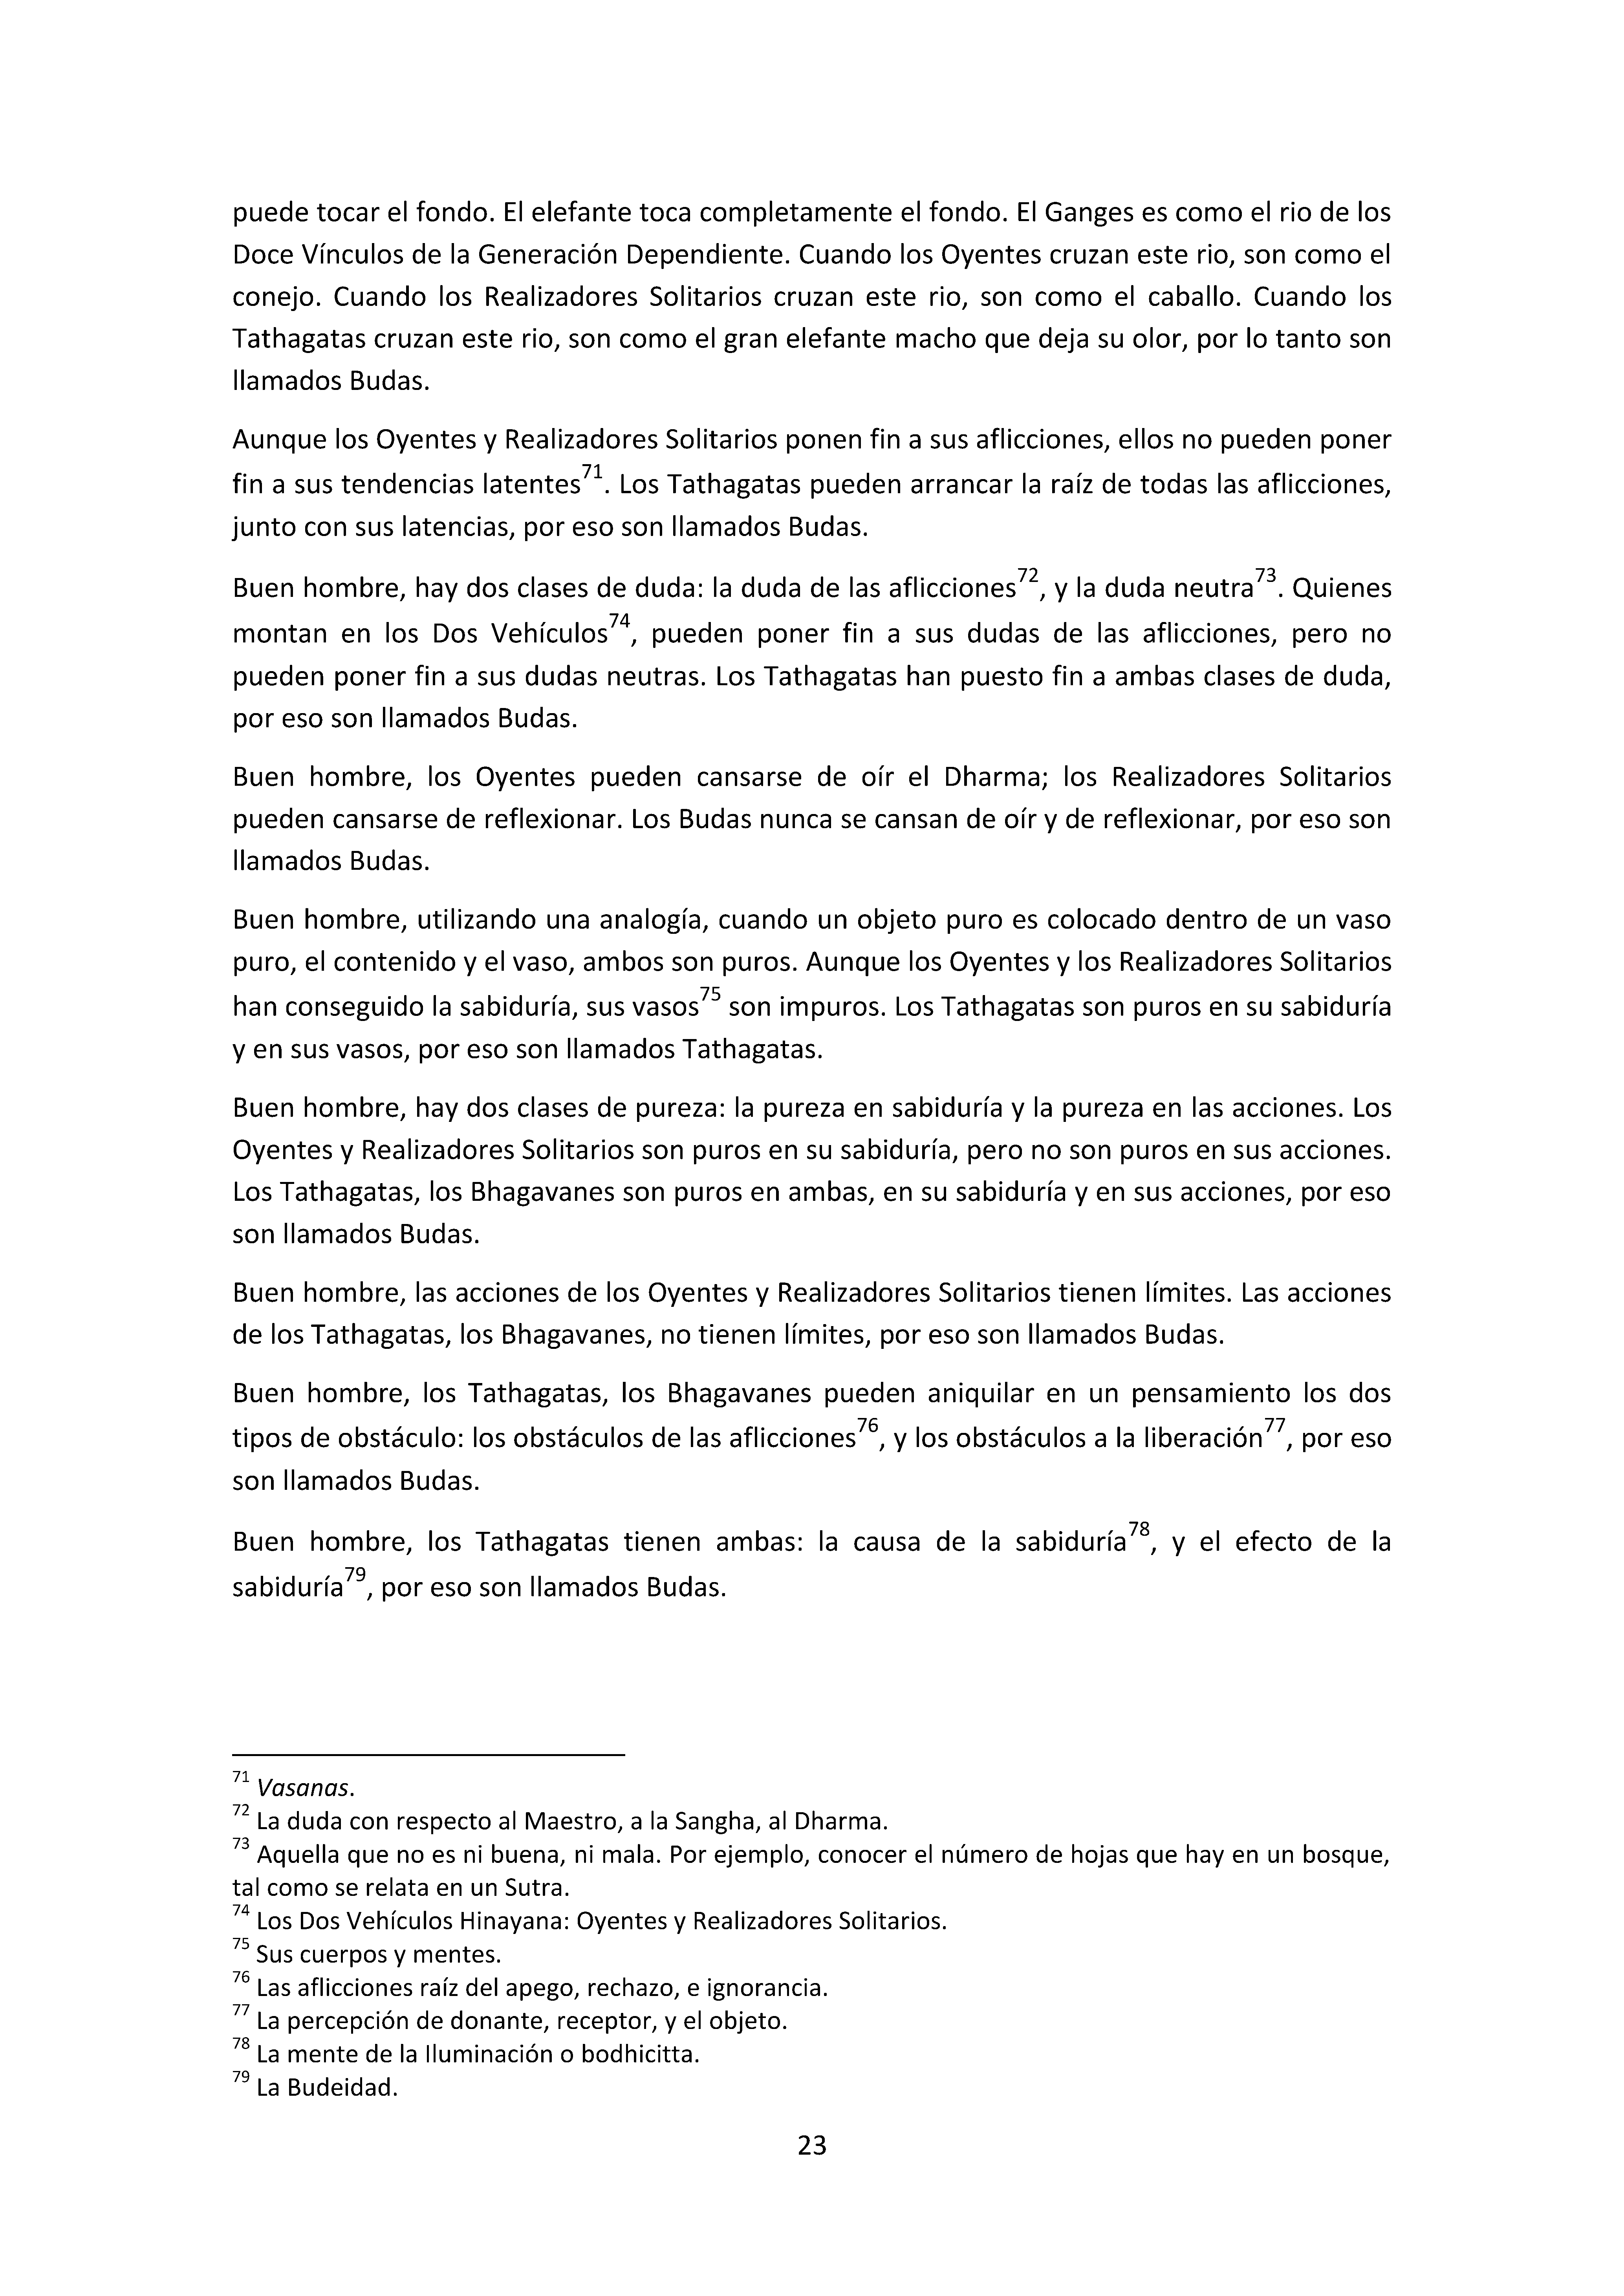 puede tocar el fondo. El elefante toca completamente el fondo. El Ganges es como el rio de los
Doce Vínculos de la Generación Dependiente. Cuando los Oyentes cruzan este rio, son como el
conejo. Cuando los Realizadores Solitarios cruzan este rio, son como el caballo. Cuando los
Tathagatas cruzan este rio, son como el gran elefante macho que deja su olor, por lo tanto son
llamados Budas.
Aunque los Oyentes y Realizadores Solitarios ponen fin a sus aflicciones, ellos no pueden poner
fin a sus tendencias latentes71. Los Tathagatas pueden arrancar la raíz de todas las aflicciones,
junto con sus latencias, por eso son llamados Budas.
Buen hombre, hay dos clases de duda: la duda de las aflicciones72, y la duda neutra73. Quienes
montan en los Dos Vehículos74, pueden poner fin a sus dudas de las aflicciones, pero no
pueden poner fin a sus dudas neutras. Los Tathagatas han puesto fin a ambas clases de duda,
por eso son llamados Budas.
Buen hombre, los Oyentes pueden cansarse de oír el Dharma; los Realizadores Solitarios
pueden cansarse de reflexionar. Los Budas nunca se cansan de oír y de reflexionar, por eso son
llamados Budas.
Buen hombre, utilizando una analogía, cuando un objeto puro es colocado dentro de un vaso
puro, el contenido y el vaso, ambos son puros. Aunque los Oyentes y los Realizadores Solitarios
han conseguido la sabiduría, sus vasos75 son impuros. Los Tathagatas son puros en su sabiduría
y en sus vasos, por eso son llamados Tathagatas.
Buen hombre, hay dos clases de pureza: la pureza en sabiduría y la pureza en las acciones. Los
Oyentes y Realizadores Solitarios son puros en su sabiduría, pero no son puros en sus acciones.
Los Tathagatas, los Bhagavanes son puros en ambas, en su sabiduría y en sus acciones, por eso
son llamados Budas.
Buen hombre, las acciones de los Oyentes y Realizadores Solitarios tienen límites. Las acciones
de los Tathagatas, los Bhagavanes, no tienen límites, por eso son llamados Budas.
Buen hombre, los Tathagatas, los Bhagavanes pueden aniquilar en un pensamiento los dos
tipos de obstáculo: los obstáculos de las aflicciones76, y los obstáculos a la liberación77, por eso
son llamados Budas.
Buen hombre, los Tathagatas tienen ambas: la causa de la sabiduría78, y el efecto de la
sabiduría79, por eso son llamados Budas.
71 Vasanas.
72 La duda con respecto al Maestro, a la Sangha, al Dharma.
73 Aquella que no es ni buena, ni mala. Por ejemplo, conocer el número de hojas que hay en un bosque,
tal como se relata en un Sutra.
74 Los Dos Vehículos Hinayana: Oyentes y Realizadores Solitarios.
75 Sus cuerpos y mentes.
76 Las aflicciones raíz del apego, rechazo, e ignorancia.
77 La percepción de donante, receptor, y el objeto.
78 La mente de la Iluminación o bodhicitta.
79 La Budeidad.
23